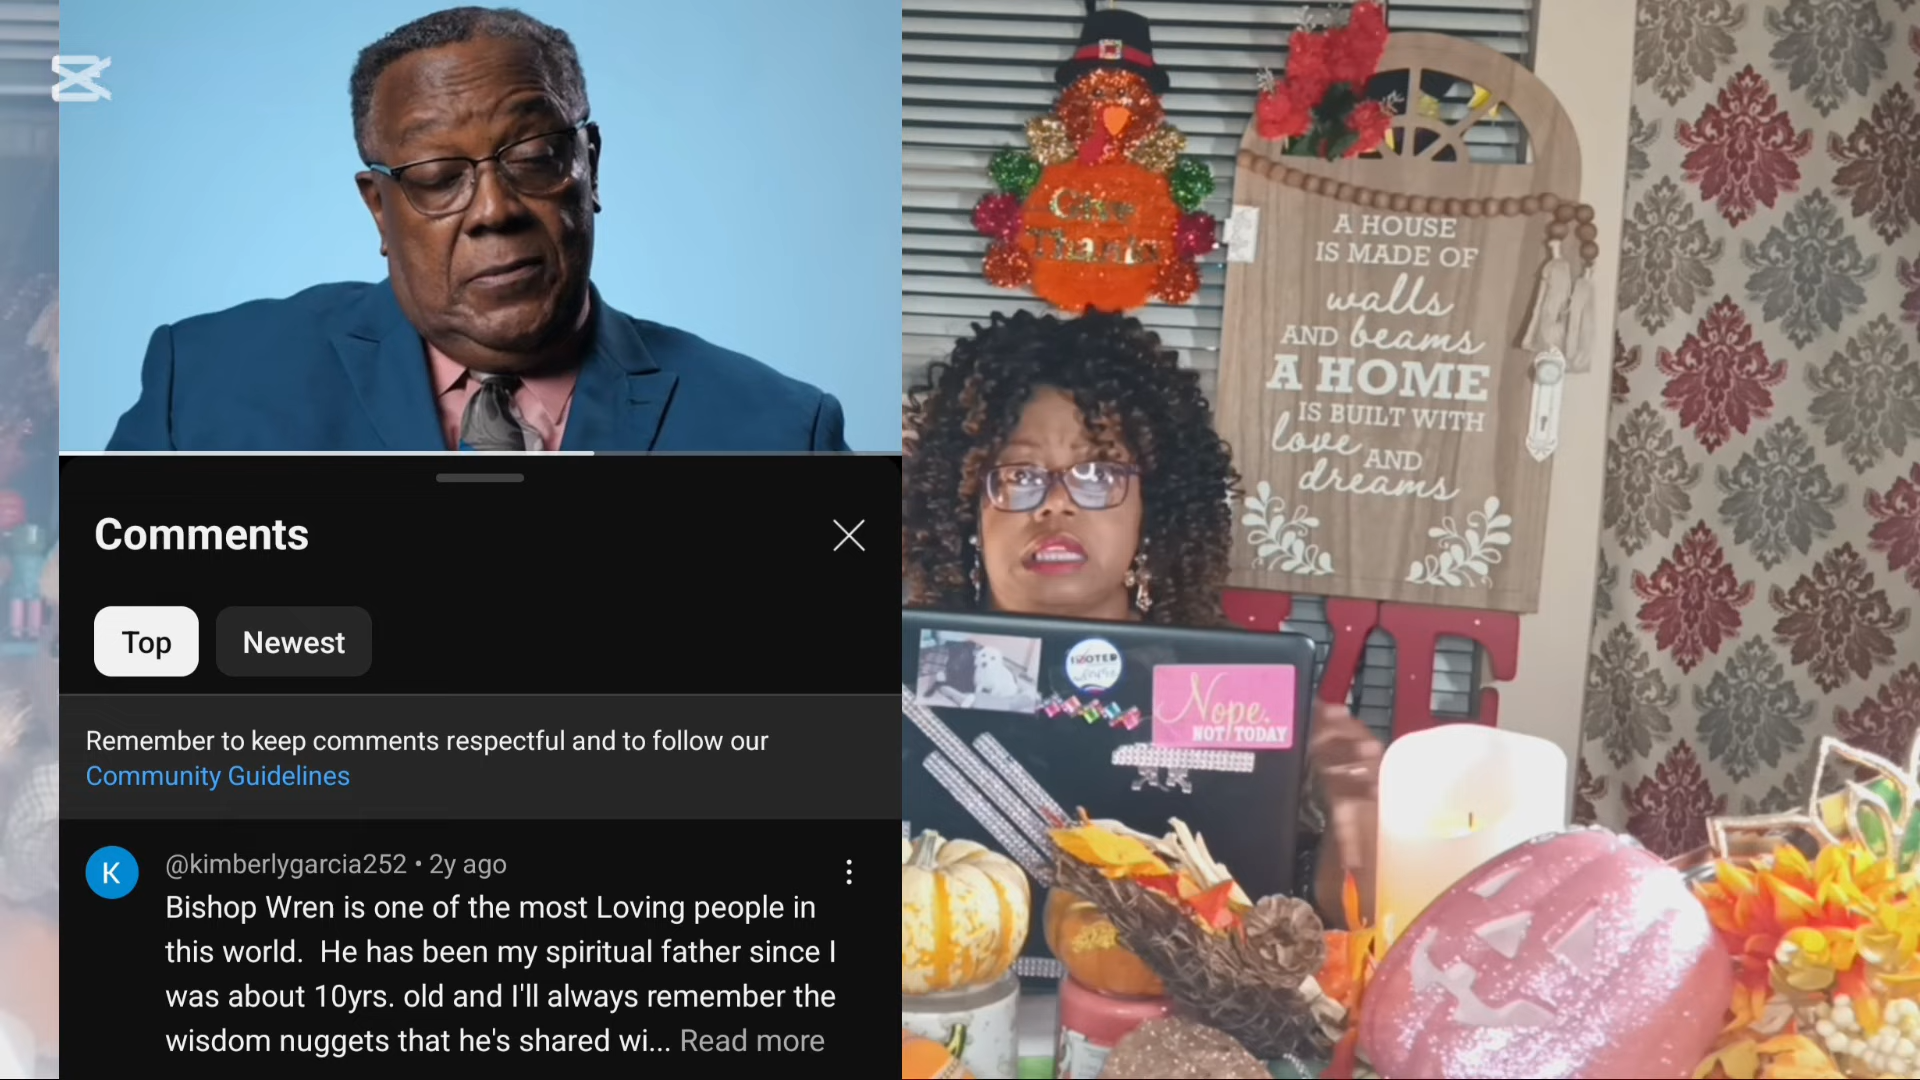 Comments
Top
Newest
Remember to keep comments respectful and to follow our
Community Guidelines
K
@kimberlygarcia252 • 2y ago
Bishop Wren is one of the most Loving people in
this world.  He has been my spiritual father since I
was about 10yrs. old and I'll always remember the
wisdom nuggets that he's shared wi... Read more
Give
Thanks
A HOUSE
IS MADE OF
walls
AND beams
A HOME
IS BUILT WITH
love AND
dreams
I VOTED
Nope.
NOT TODAY